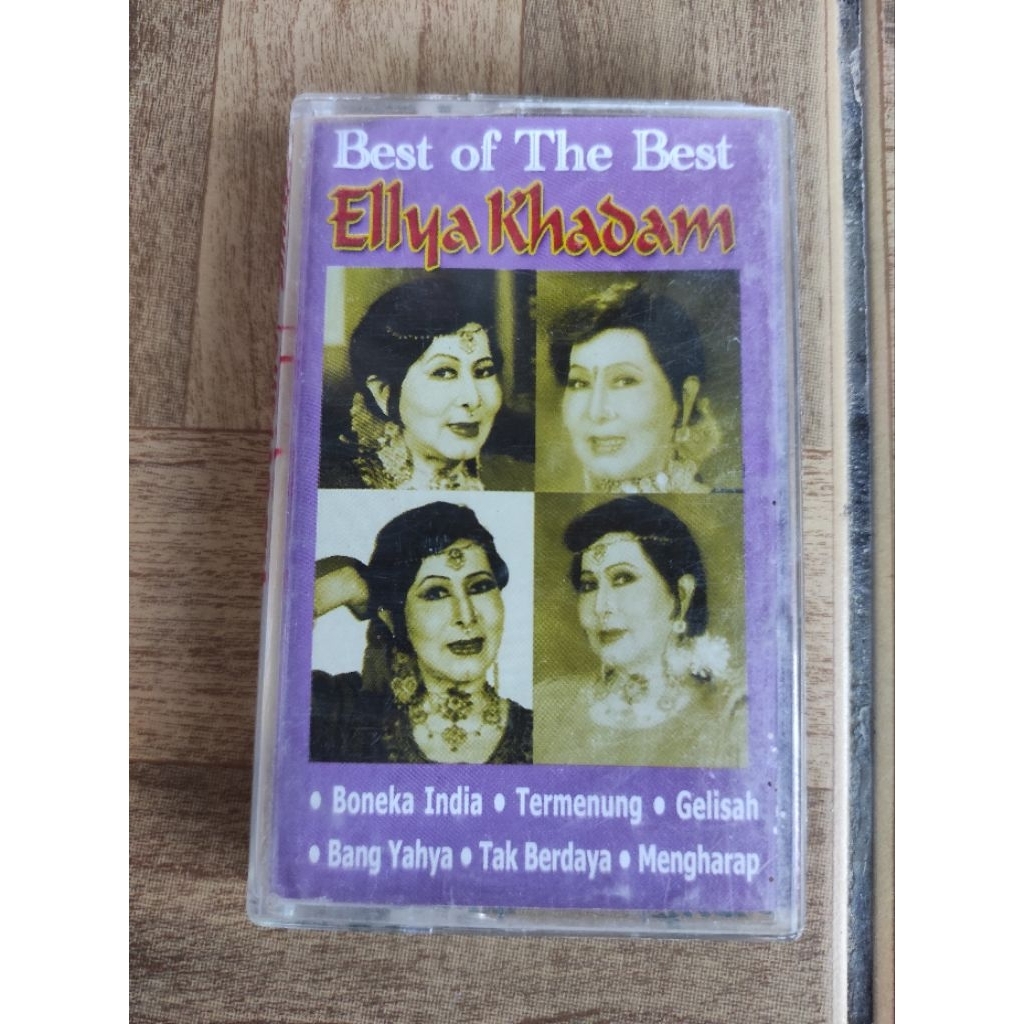 Best of The Best
Ellya Khadam
• Boneka India • Termenung • Gelisah
• Bang Yahya • Tak Berdaya • Mengharap